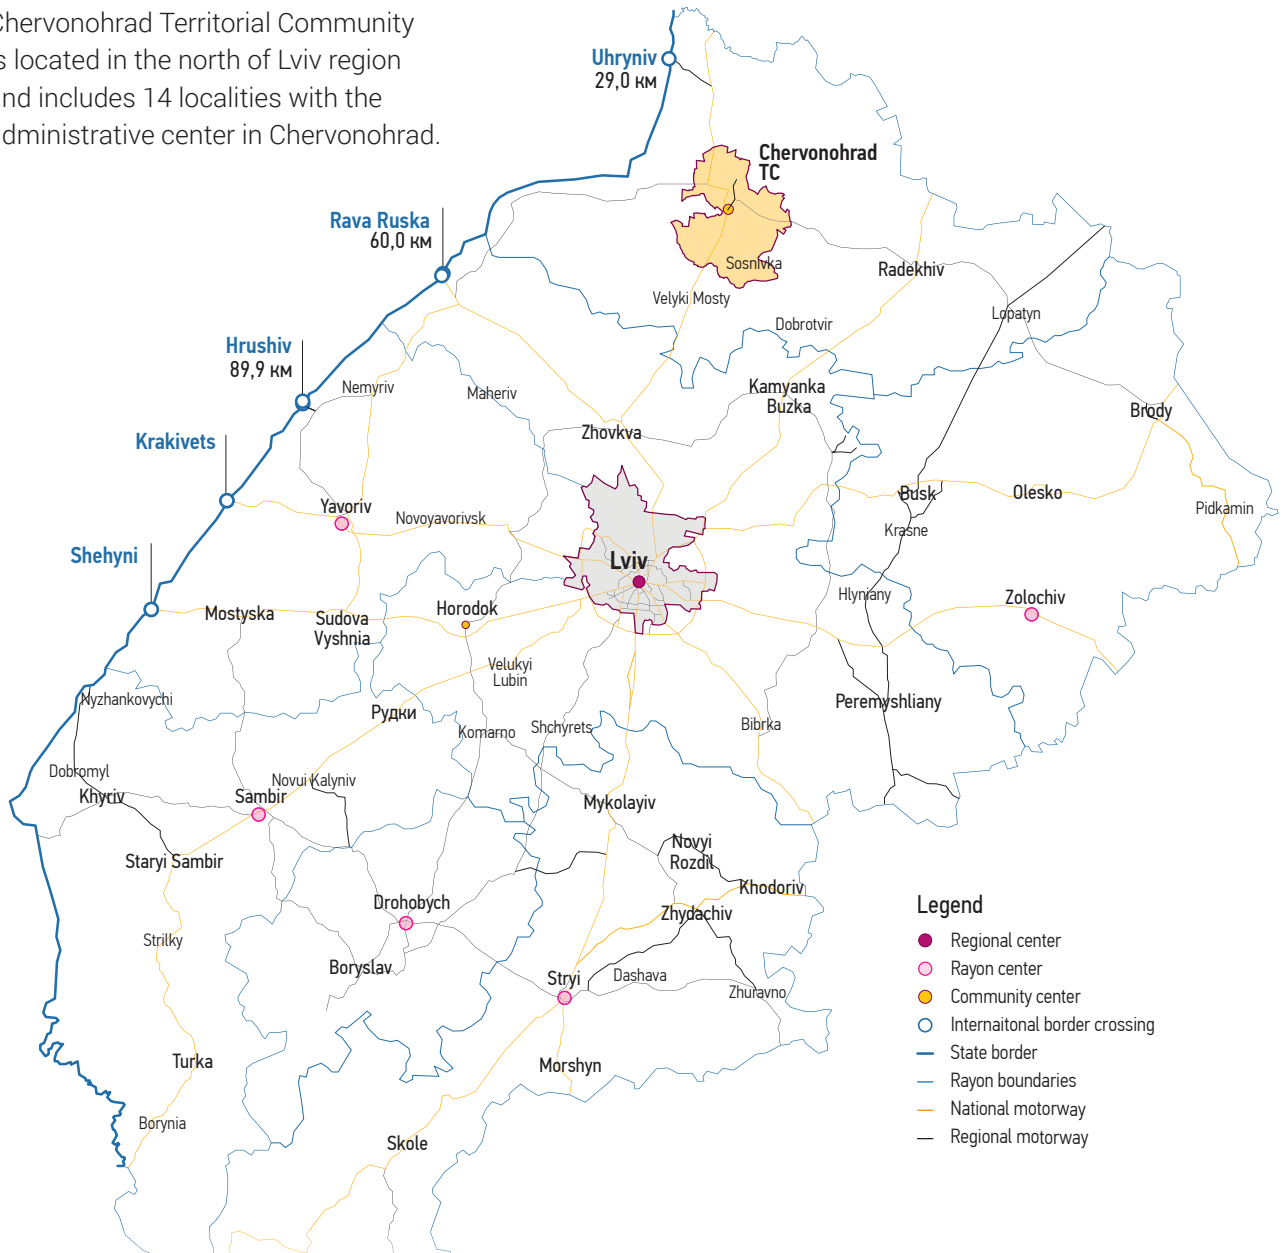 Chervonohrad Territorial Community
s located in the north of Lviv region
nd includes 14 localities with the
dministrative center in Chervonohrad.
Uhryniv
29,0 км
Chervonohrad
TC
Rava Ruska
60,0 км
Sosnivka
Radekhiv
Velyki Mosty
Lopatyn
Dobrotvir
Hrushiv
89,9 км
Nemyriv
Maheriv
Kamyanka
Buzka
Brody
Krakivets
Zhovkva
Yavoriv
Novoyavorivsk
Busk
Olesko
Pidkamin
Krasne
Shehyni
Lviv
Hlyniany
Zolochiv
Mostyska
Sudova
Vyshnia
Horodok
Velukyi
Lubin
Nyzhankovychi
Рудки
Peremyshliany
Komarno
Shchyrets
Bibrka
Dobromyl
Khyriv
Novui Kalyniv
Sambir
Mykolayiv
Staryi Sambir
Novyi
Rozdil
Khodoriv
Drohobych
Zhydachiv
Strilky
Boryslav
Stryi
Dashava
Zhuravno
Turka
Morshyn
Borynia
Skole
Legend
Regional center
Rayon center
Community center
Internaitonal border crossing
State border
Rayon boundaries
National motorway
Regional motorway